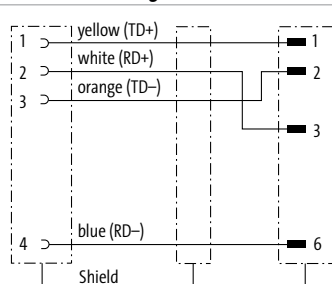 yellow (TD+)
1 1
white (RD+)
2 2
orange (TD–)
3
3
blue (RD–)
4 6
Shield